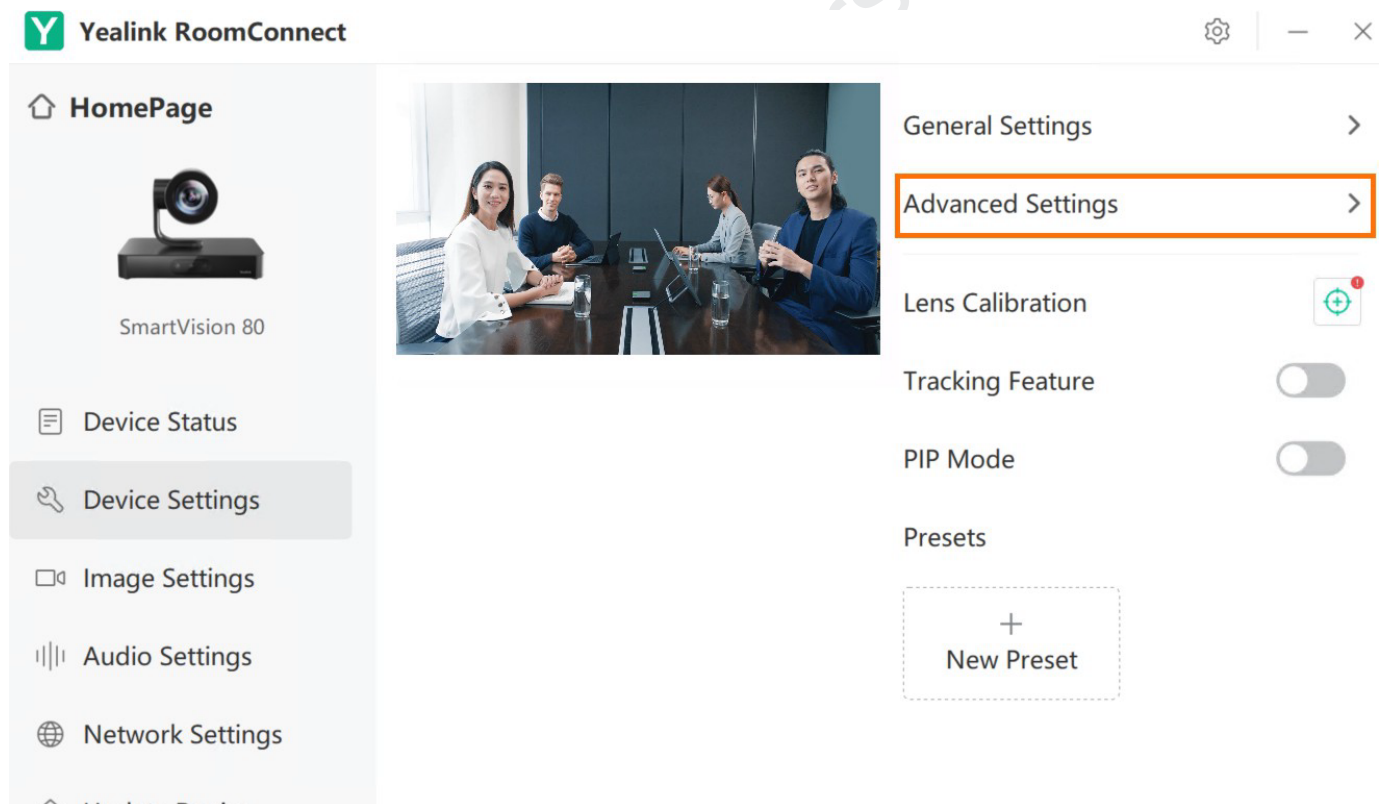 Yealink RoomConnect
HomePage
SmartVision 80
Device Status
Device Settings
Image Settings
Audio Settings
Network Settings
General Settings
Advanced Settings
Lens Calibration
Tracking Feature
PIP Mode
Presets
+
New Preset